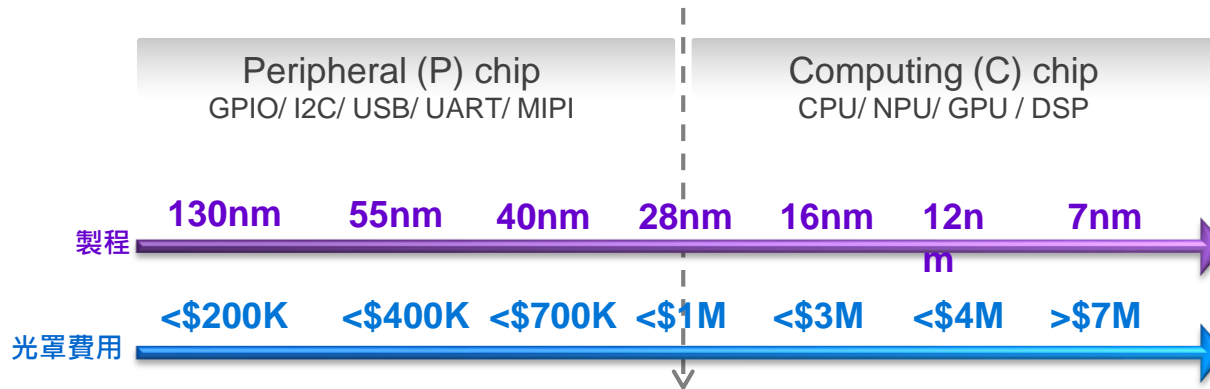 Peripheral (P) chip
GPIO/ I2C/ USB/ UART/ MIPI
Computing (C) chip
CPU/ NPU/ GPU / DSP
製程
130nm 55nm 40nm 28nm 16nm 12n
m
7nm
光罩費用
<$200K <$400K <$700K <$1M <$3M <$4M >$7M